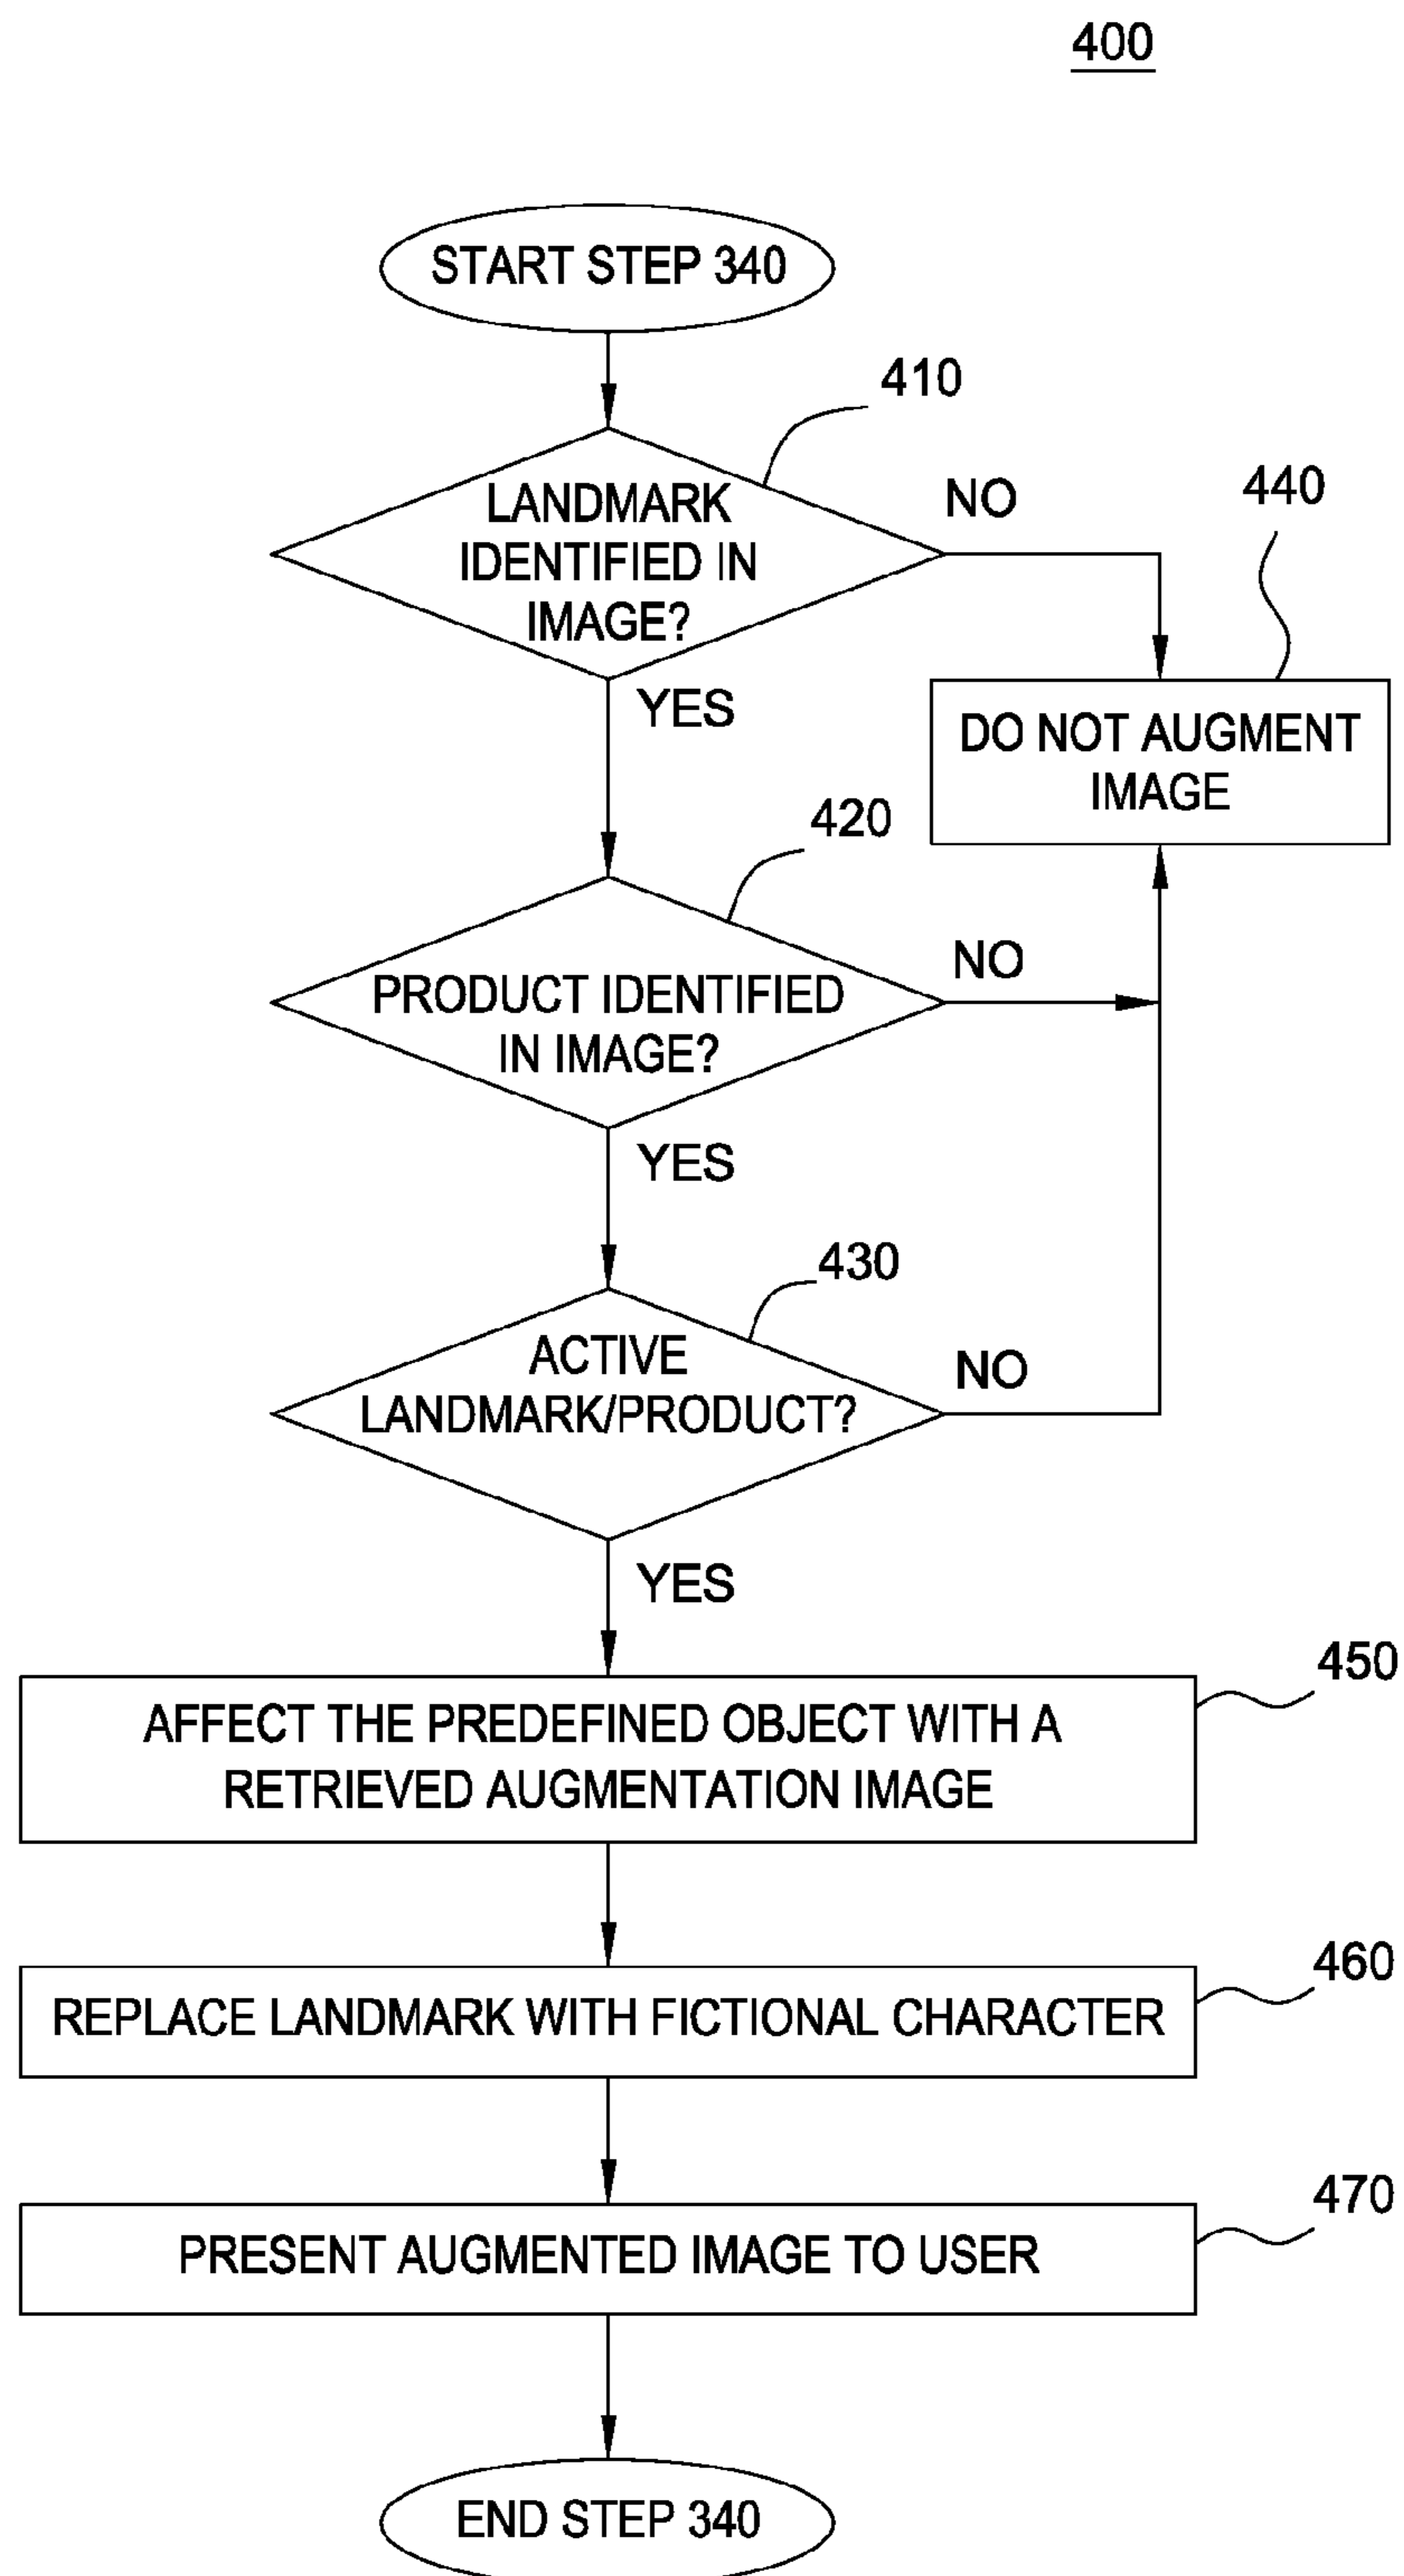 400
START STEP 340
410
LANDMARK
IDENTIFIED IN
IMAGE?
NO
440
YES
DO NOT AUGMENT
IMAGE
420
PRODUCT IDENTIFIED
IN IMAGE?
NO
YES
430
ACTIVE
LANDMARK/PRODUCT?
NO
YES
450
AFFECT THE PREDEFINED OBJECT WITH A
RETRIEVED AUGMENTATION IMAGE
460
REPLACE LANDMARK WITH FICTIONAL CHARACTER
470
PRESENT AUGMENTED IMAGE TO USER
END STEP 340